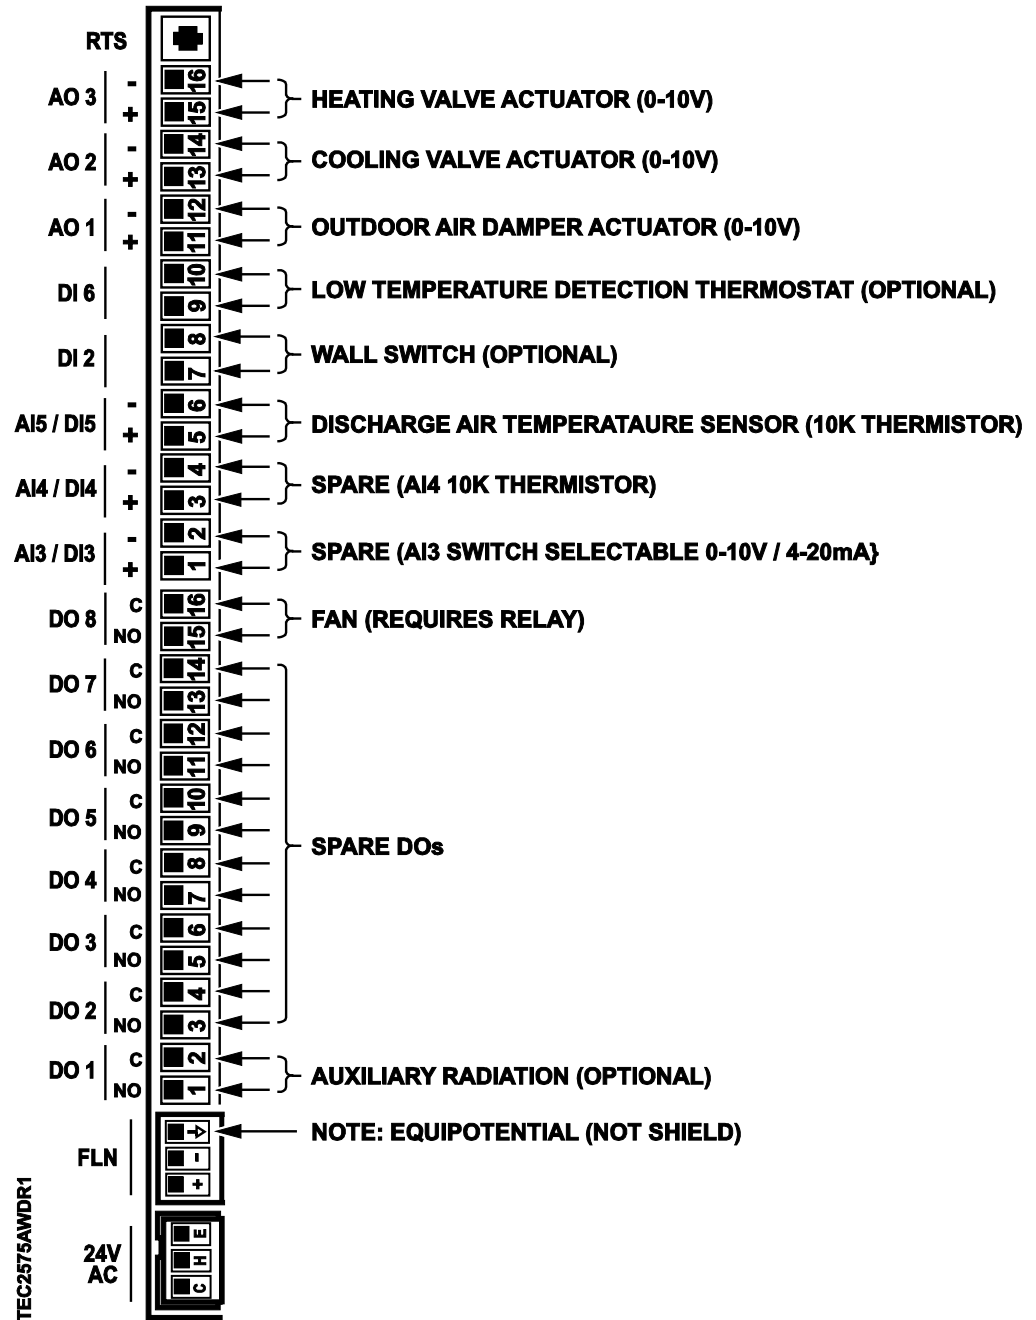 RTS
AO 3 - 16
+ 15
HEATING VALVE ACTUATOR (0-10V)
AO 2 - 14
+ 13
COOLING VALVE ACTUATOR (0-10V)
AO 1 - 12
+ 11
OUTDOOR AIR DAMPER ACTUATOR (0-10V)
DI 6 10
9
LOW TEMPERATURE DETECTION THERMOSTAT (OPTIONAL)
DI 2 8
7
WALL SWITCH (OPTIONAL)
AI5 / DI5 - 6
+ 5
DISCHARGE AIR TEMPERATAURE SENSOR (10K THERMISTOR)
AI4 / DI4 - 4
+ 3
SPARE (AI4 10K THERMISTOR)
AI3 / DI3 - 2
+ 1
SPARE (AI3 SWITCH SELECTABLE 0-10V / 4-20mA}
DO 8 C 16
NO 15
FAN (REQUIRES RELAY)
DO 7 C 14
NO 13
DO 6 C 12
NO 11
DO 5 C 10
NO 9
DO 4 C 8
NO 7
DO 3 C 6
NO 5
DO 2 C 4
NO 3
SPARE DOs
DO 1 C 2
NO 1
AUXILIARY RADIATION (OPTIONAL)
NOTE: EQUIPOTENTIAL (NOT SHIELD)
FLN -
+
24V
AC
E
H
C
TEC2575AWDR1